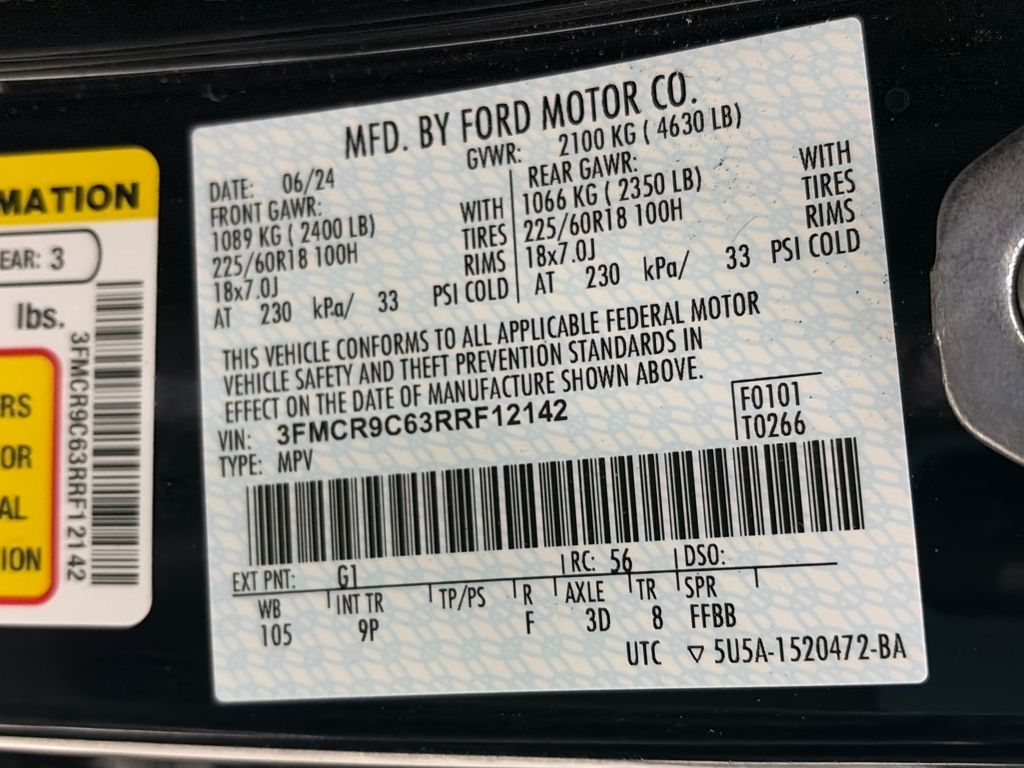 MATION
EAR: 3
lbs.
3FMCR9C63RRF12142
RS
OR
AL
ION
MFD. BY FORD MOTOR CO.
GVWR: 2100 KG ( 4630 LB)
DATE: 06/24
FRONT GAWR:
1089 KG ( 2400 LB) WITH
225/60R18 100H TIRES
18x7.0J RIMS
AT 230 kPa/ 33 PSI COLD
REAR GAWR:
1066 KG ( 2350 LB) WITH
225/60R18 100H TIRES
18x7.0J RIMS
AT 230 kPa/ 33 PSI COLD
THIS VEHICLE CONFORMS TO ALL APPLICABLE FEDERAL MOTOR
VEHICLE SAFETY AND THEFT PREVENTION STANDARDS IN
EFFECT ON THE DATE OF MANUFACTURE SHOWN ABOVE.
VIN: 3FMCR9C63RRF12142
TYPE: MPV
F0101
T0266
EXT PNT: G1 RC: 56 DSO:
WB INT TR TP/PS R AXLE TR SPR
105 9P F 3D 8 FFBB
UTC ▽ 5U5A-1520472-BA